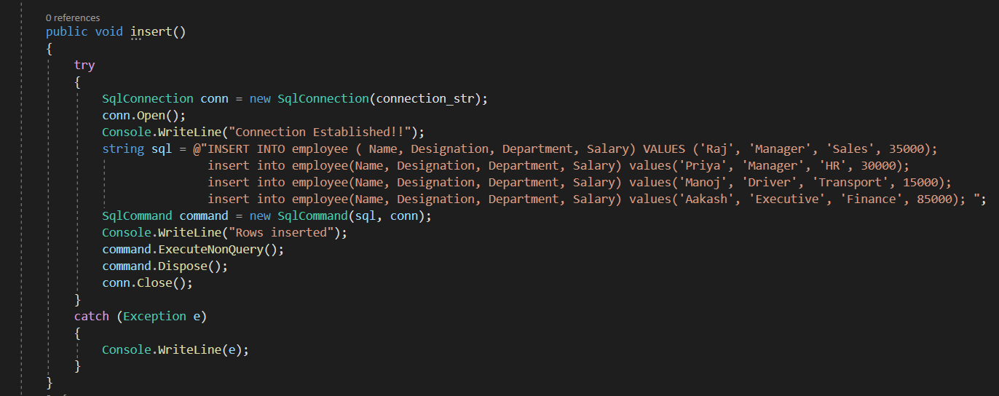 0 references
public void insert()
{
try
{
SqlConnection conn = new SqlConnection(connection_str);
conn.Open();
Console.WriteLine("Connection Established!!");
string sql = @"INSERT INTO employee ( Name, Designation, Department, Salary) VALUES ('Raj', 'Manager', 'Sales', 35000);
insert into employee(Name, Designation, Department, Salary) values('Priya', 'Manager', 'HR', 30000);
insert into employee(Name, Designation, Department, Salary) values('Manoj', 'Driver', 'Transport', 15000);
insert into employee(Name, Designation, Department, Salary) values('Aakash', 'Executive', 'Finance', 85000); ";
SqlCommand command = new SqlCommand(sql, conn);
Console.WriteLine("Rows inserted");
command.ExecuteNonQuery();
command.Dispose();
conn.Close();
}
catch (Exception e)
{
Console.WriteLine(e);
}
}